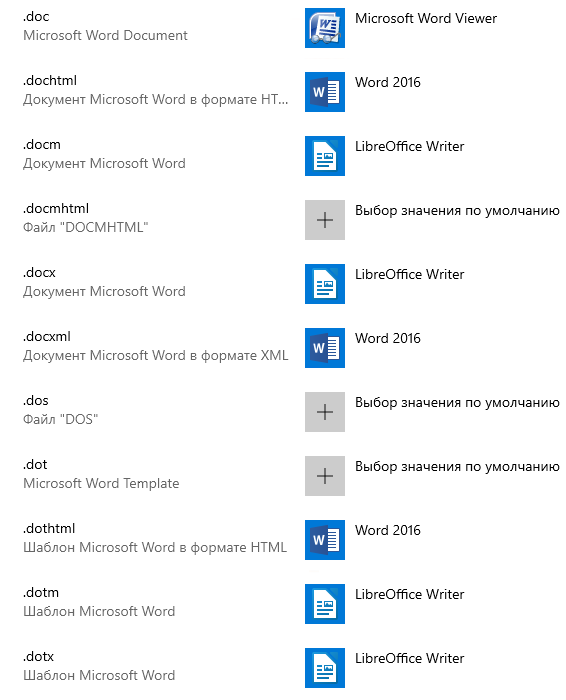 .doc
Microsoft Word Document
Microsoft Word Viewer
.dochtml
Документ Microsoft Word в формате HT...
Word 2016
.docm
Документ Microsoft Word
LibreOffice Writer
.docmhtml
Файл "DOCMHTML"
Выбор значения по умолчанию
.docx
Документ Microsoft Word
LibreOffice Writer
.docxml
Документ Microsoft Word в формате XML
Word 2016
.dos
Файл "DOS"
Выбор значения по умолчанию
.dot
Microsoft Word Template
Выбор значения по умолчанию
.dothtml
Шаблон Microsoft Word в формате HTML
Word 2016
.dotm
Шаблон Microsoft Word
LibreOffice Writer
.dotx
Шаблон Microsoft Word
LibreOffice Writer